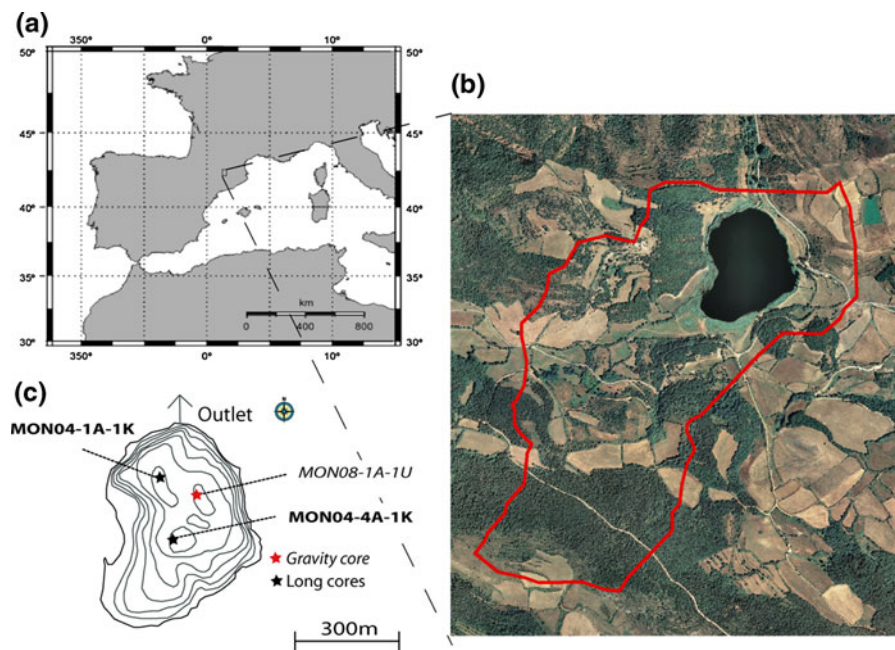 (a)
350° 0° 10°
50° 50°
45° 45°
40° 40°
35° 35°
km
0 400 800
30° 30°
350° 0° 10°
(b)
(c)
Outlet
MON04-1A-1K
MON08-1A-1U
MON04-4A-1K
Gravity core
Long cores
300m